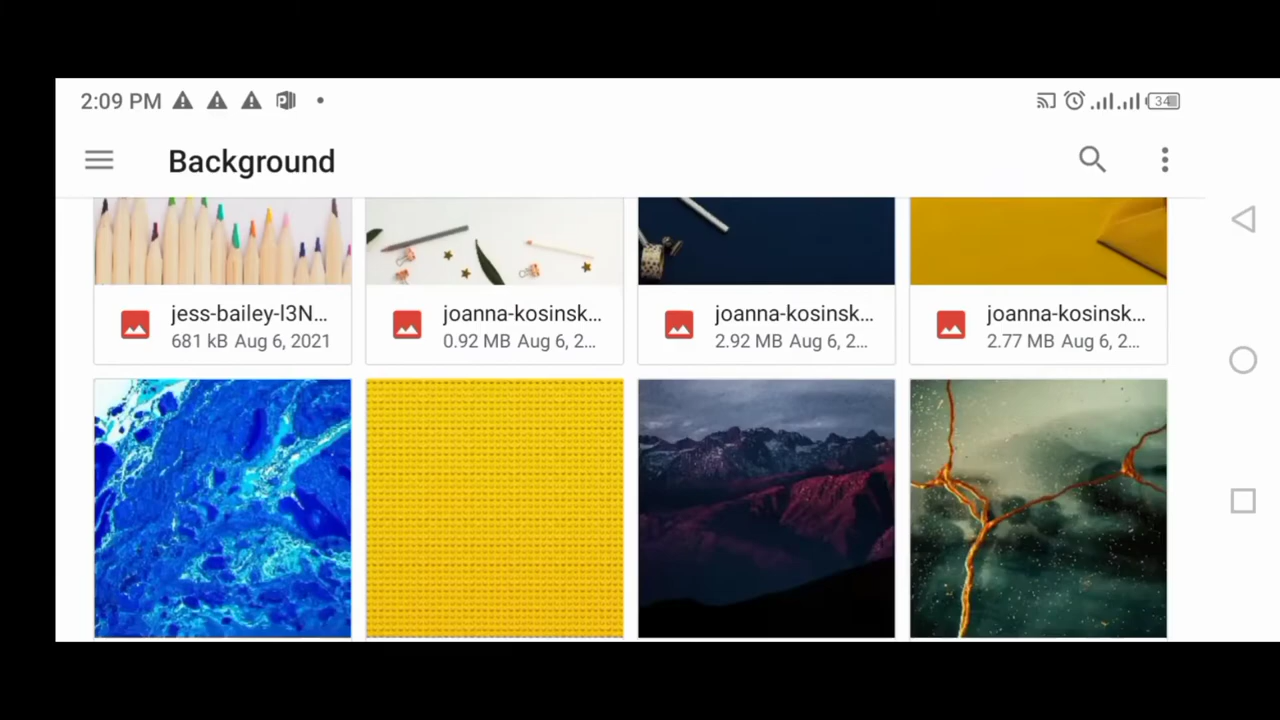 2:09 PM
34
Background
jess-bailey-l3N...
681 kB Aug 6, 2021
joanna-kosinsk...
0.92 MB Aug 6, 2...
joanna-kosinsk...
2.92 MB Aug 6, 2...
joanna-kosinsk...
2.77 MB Aug 6, 2...